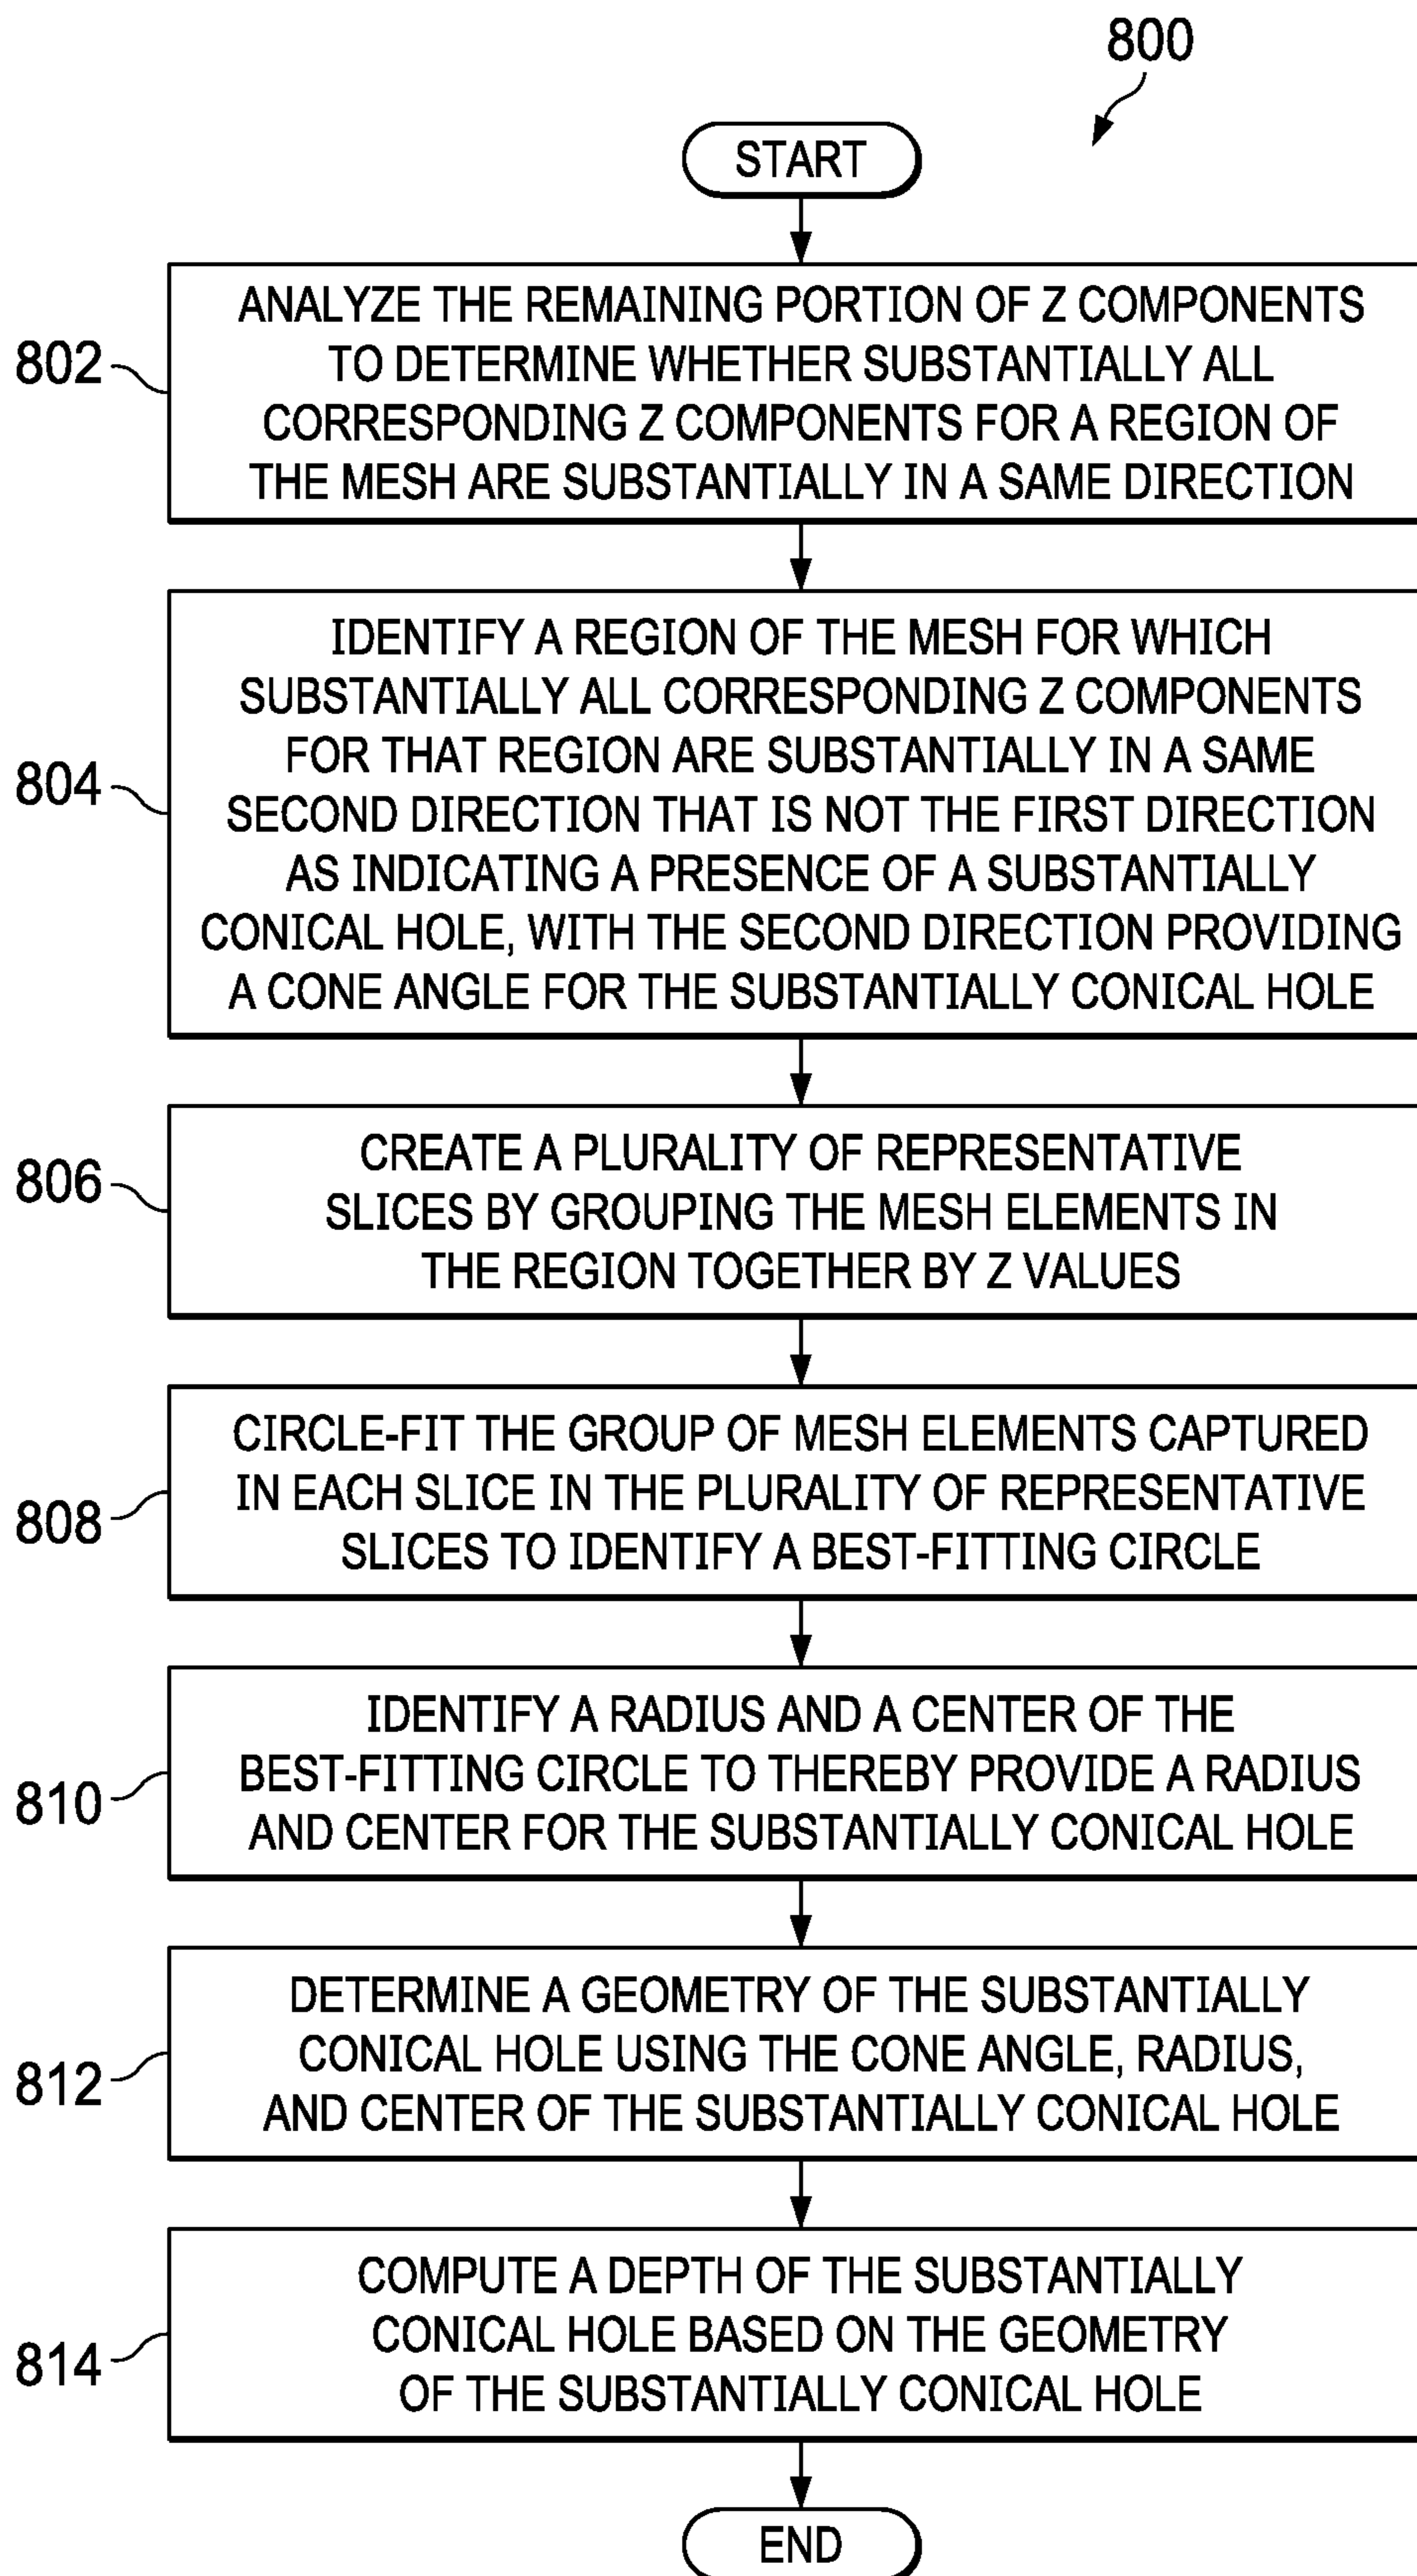 800
START
802
ANALYZE THE REMAINING PORTION OF Z COMPONENTS
TO DETERMINE WHETHER SUBSTANTIALLY ALL
CORRESPONDING Z COMPONENTS FOR A REGION OF
THE MESH ARE SUBSTANTIALLY IN A SAME DIRECTION
804
IDENTIFY A REGION OF THE MESH FOR WHICH
SUBSTANTIALLY ALL CORRESPONDING Z COMPONENTS
FOR THAT REGION ARE SUBSTANTIALLY IN A SAME
SECOND DIRECTION THAT IS NOT THE FIRST DIRECTION
AS INDICATING A PRESENCE OF A SUBSTANTIALLY
CONICAL HOLE, WITH THE SECOND DIRECTION PROVIDING
A CONE ANGLE FOR THE SUBSTANTIALLY CONICAL HOLE
806
CREATE A PLURALITY OF REPRESENTATIVE
SLICES BY GROUPING THE MESH ELEMENTS IN
THE REGION TOGETHER BY Z VALUES
808
CIRCLE-FIT THE GROUP OF MESH ELEMENTS CAPTURED
IN EACH SLICE IN THE PLURALITY OF REPRESENTATIVE
SLICES TO IDENTIFY A BEST-FITTING CIRCLE
810
IDENTIFY A RADIUS AND A CENTER OF THE
BEST-FITTING CIRCLE TO THEREBY PROVIDE A RADIUS
AND CENTER FOR THE SUBSTANTIALLY CONICAL HOLE
812
DETERMINE A GEOMETRY OF THE SUBSTANTIALLY
CONICAL HOLE USING THE CONE ANGLE, RADIUS,
AND CENTER OF THE SUBSTANTIALLY CONICAL HOLE
814
COMPUTE A DEPTH OF THE SUBSTANTIALLY
CONICAL HOLE BASED ON THE GEOMETRY
OF THE SUBSTANTIALLY CONICAL HOLE
END